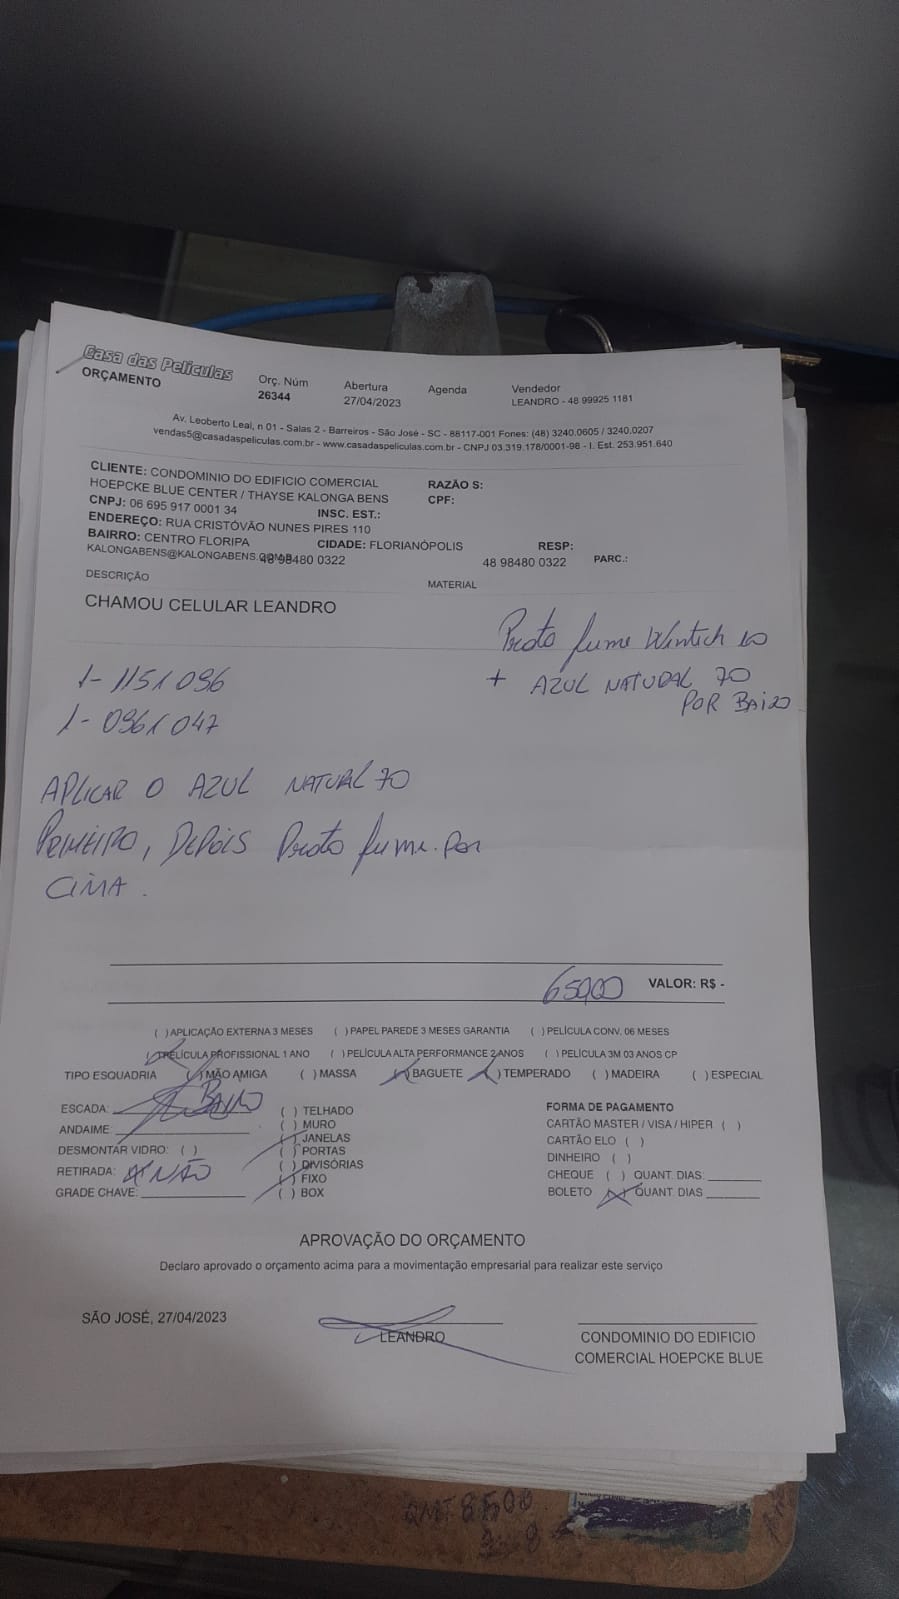 Casa das Películas
ORÇAMENTO
Orç. Núm
26344
Abertura
27/04/2023
Agenda
Vendedor
LEANDRO - 48 99925 1181
Av. Leoberto Leal, n 01 - Salas 2 - Barreiros - São José - SC - 88117-001 Fones: (48) 3240.0605 / 3240.0207
vendas5@casadaspeliculas.com.br - www.casadaspeliculas.com.br - CNPJ 03.319.178/0001-98 - I. Est. 253.951.640
CLIENTE: CONDOMINIO DO EDIFICIO COMERCIAL
HOEPCKE BLUE CENTER / THAYSE KALONGA BENS
RAZÃO S:
CNPJ: 06 695 917 0001 34
INSC. EST.:
CPF:
ENDEREÇO: RUA CRISTÓVÃO NUNES PIRES 110
BAIRRO: CENTRO FLORIPA
CIDADE: FLORIANÓPOLIS
RESP:
KALONGABENS@KALONGABENS.COM.B
48 98480 0322
48 98480 0322
PARC.:
DESCRIÇÃO
MATERIAL
CHAMOU CELULAR LEANDRO
Preto fume Wintech 10
+ AZUL NATURAL 70
POR BAIXO
1- 115 x 096
1- 096 x 047
APLICAR O AZUL NATURAL 70
PRIMEIRO, DEPOIS Preto fume. Por
CIMA.
650,00 VALOR: R$ -
( ) APLICAÇÃO EXTERNA 3 MESES ( ) PAPEL PAREDE 3 MESES GARANTIA ( ) PELÍCULA CONV. 06 MESES
( ) PELÍCULA PROFISSIONAL 1 ANO ( ) PELÍCULA ALTA PERFORMANCE 2 ANOS ( ) PELÍCULA 3M 03 ANOS CP
TIPO ESQUADRIA ( ) MÃO AMIGA ( ) MASSA ( ) BAGUETE ( ) TEMPERADO ( ) MADEIRA ( ) ESPECIAL
ESCADA: BAIXO
ANDAIME:
DESMONTAR VIDRO: ( )
RETIRADA: NÃO
GRADE CHAVE:
( ) TELHADO
( ) MURO
( ) JANELAS
( ) PORTAS
( ) DIVISÓRIAS
( ) FIXO
( ) BOX
FORMA DE PAGAMENTO
CARTÃO MASTER / VISA / HIPER ( )
CARTÃO ELO ( )
DINHEIRO ( )
CHEQUE ( ) QUANT. DIAS:
BOLETO (X) QUANT. DIAS
APROVAÇÃO DO ORÇAMENTO
Declaro aprovado o orçamento acima para a movimentação empresarial para realizar este serviço
SÃO JOSÉ, 27/04/2023
LEANDRO
CONDOMINIO DO EDIFICIO
COMERCIAL HOEPCKE BLUE